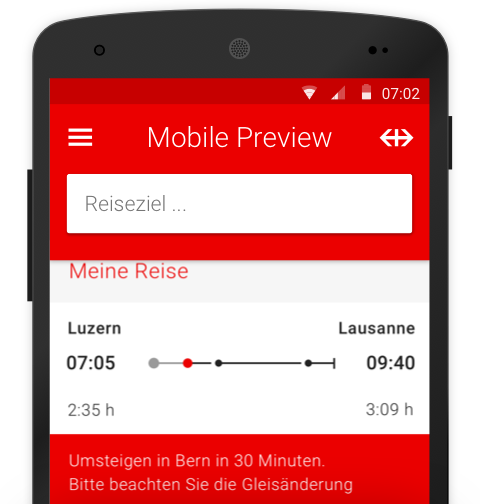 07:02
Mobile Preview
Reiseziel ...
Meine Reise
Luzern Lausanne
07:05 09:40
2:35 h 3:09 h
Umsteigen in Bern in 30 Minuten.
Bitte beachten Sie die Gleisänderung